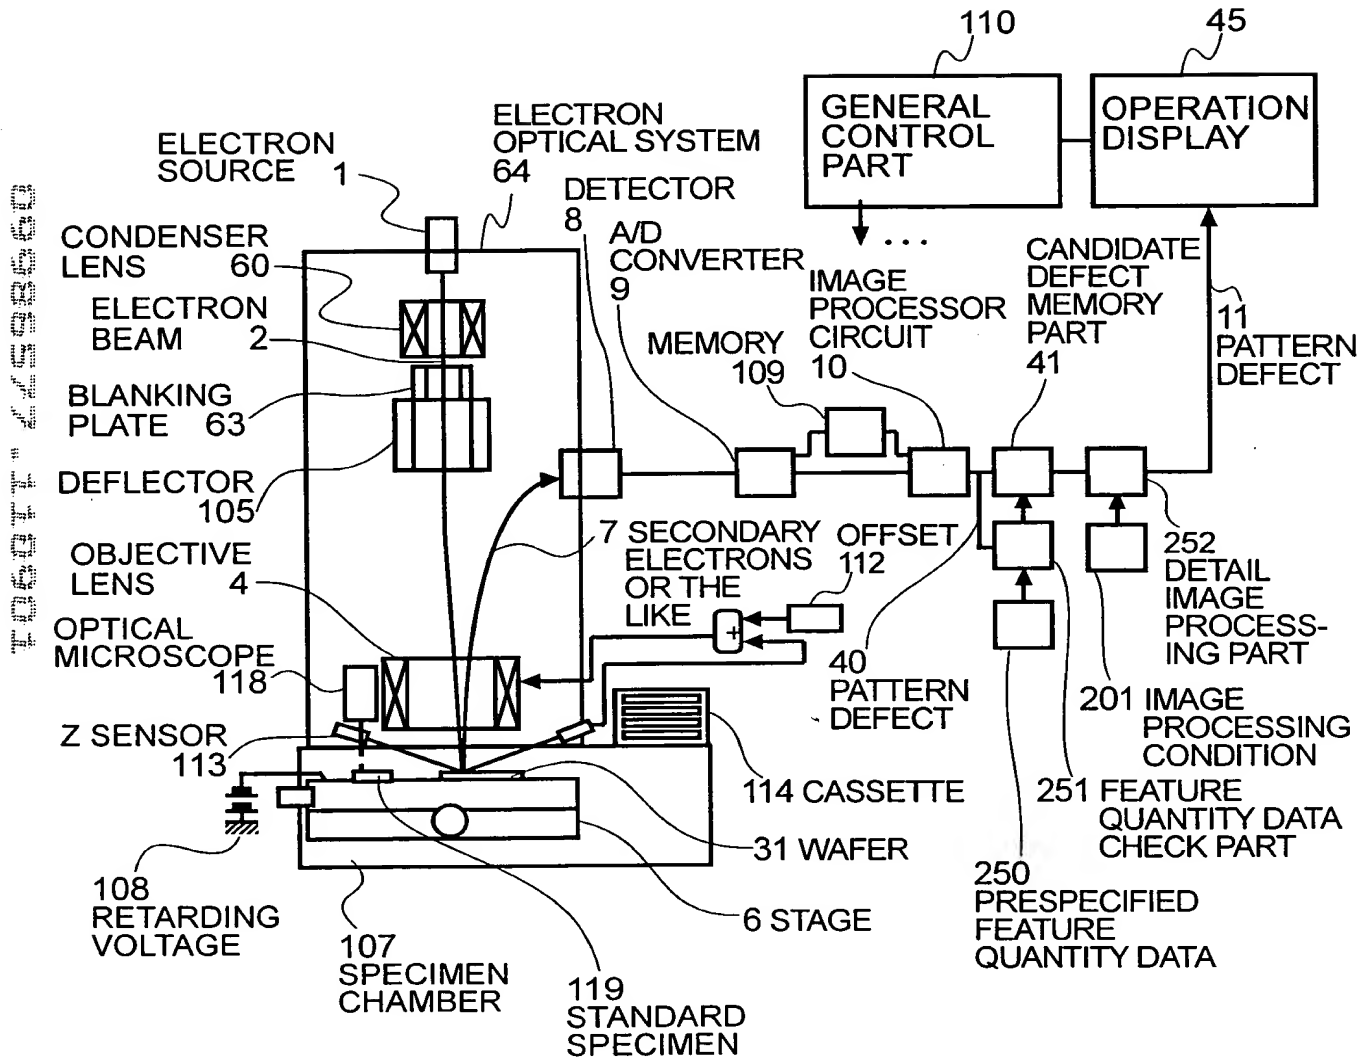 110
45
GENERAL
CONTROL
PART
OPERATION
DISPLAY
ELECTRON
SOURCE 1
ELECTRON
OPTICAL SYSTEM
64
DETECTOR
8
A/D
CONVERTER
9
CONDENSER
LENS 60
ELECTRON
BEAM 2
BLANKING
PLATE 63
DEFLECTOR
105
OBJECTIVE
LENS 4
OPTICAL
MICROSCOPE
118
Z SENSOR
113
...
IMAGE
PROCESSOR
CIRCUIT
10
MEMORY
109
CANDIDATE
DEFECT
MEMORY
PART
41
11
PATTERN
DEFECT
7 SECONDARY
ELECTRONS
OR THE
LIKE
OFFSET
112
+
40
PATTERN
DEFECT
252
DETAIL
IMAGE
PROCESS-
ING PART
201 IMAGE
PROCESSING
CONDITION
251 FEATURE
QUANTITY DATA
CHECK PART
250
PRESPECIFIED
FEATURE
QUANTITY DATA
114 CASSETTE
31 WAFER
6 STAGE
108
RETARDING
VOLTAGE
107
SPECIMEN
CHAMBER
119
STANDARD
SPECIMEN